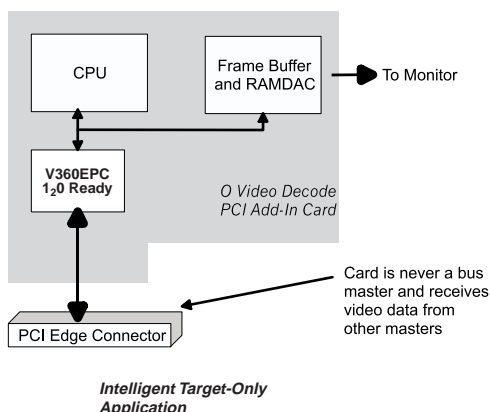 CPU
Frame Buffer
and RAMDAC
To Monitor
V360EPC
1₂0 Ready
O Video Decode
PCI Add-In Card
Card is never a bus
master and receives
video data from
other masters
PCI Edge Connector
Intelligent Target-Only
Application